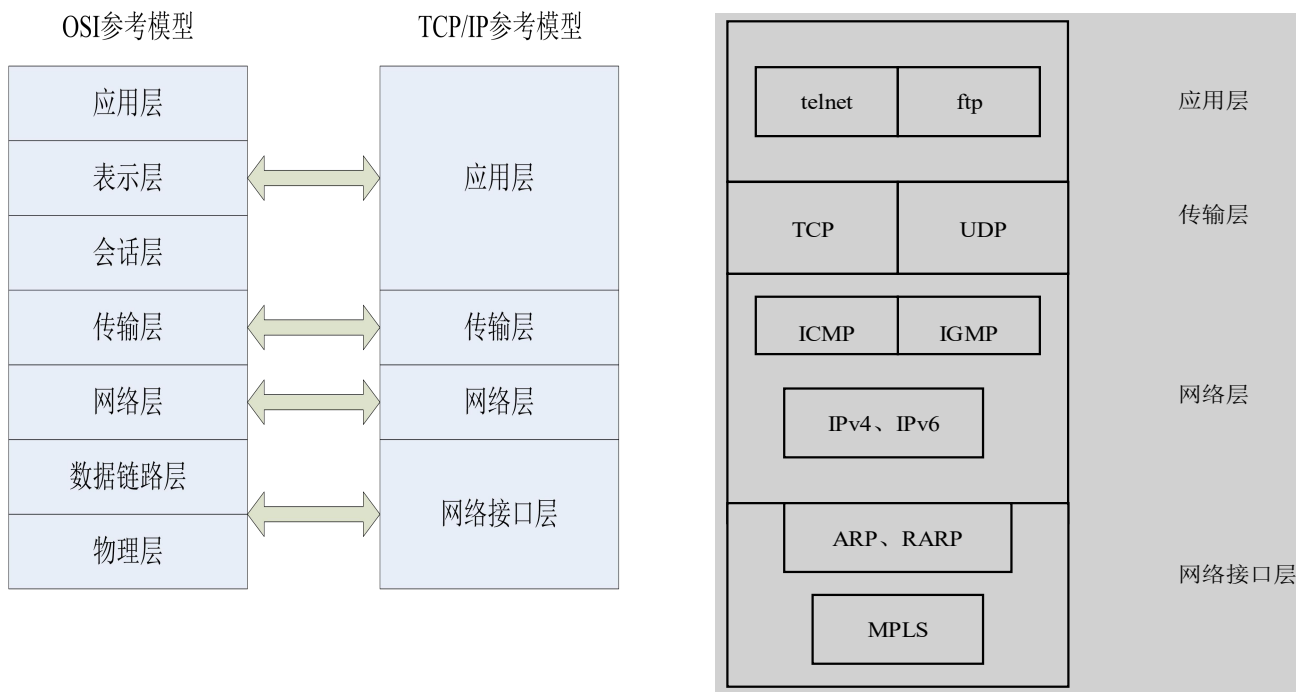 OSI参考模型
应用层
表示层
会话层
传输层
网络层
数据链路层
物理层
TCP/IP参考模型
应用层
传输层
网络层
网络接口层
telnet
ftp
应用层
TCP
UDP
传输层
ICMP
IGMP
IPv4、IPv6
网络层
ARP、RARP
MPLS
网络接口层